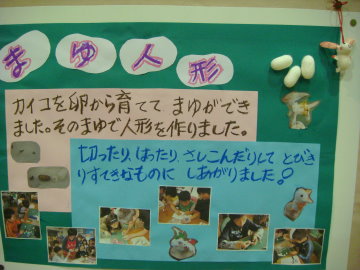 まゆ人形
カイコを卵から育てて まゆができ
ました。そのまゆで人形を作りました。
切ったり、はったり、さしこんだりして とびき
りすてきなものに しあがりました!